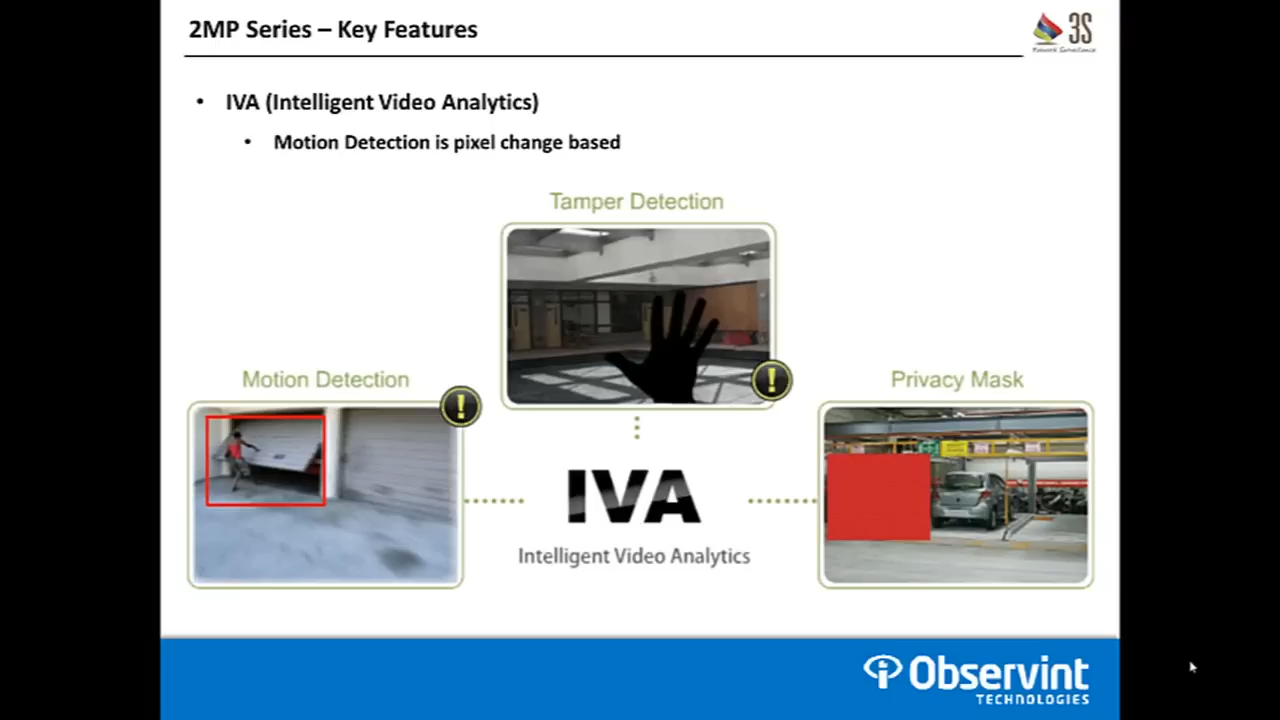 2MP Series – Key Features
3S
Network Surveillance
• IVA (Intelligent Video Analytics)
• Motion Detection is pixel change based
Tamper Detection
Motion Detection
Privacy Mask
IVA
Intelligent Video Analytics
Observint
TECHNOLOGIES